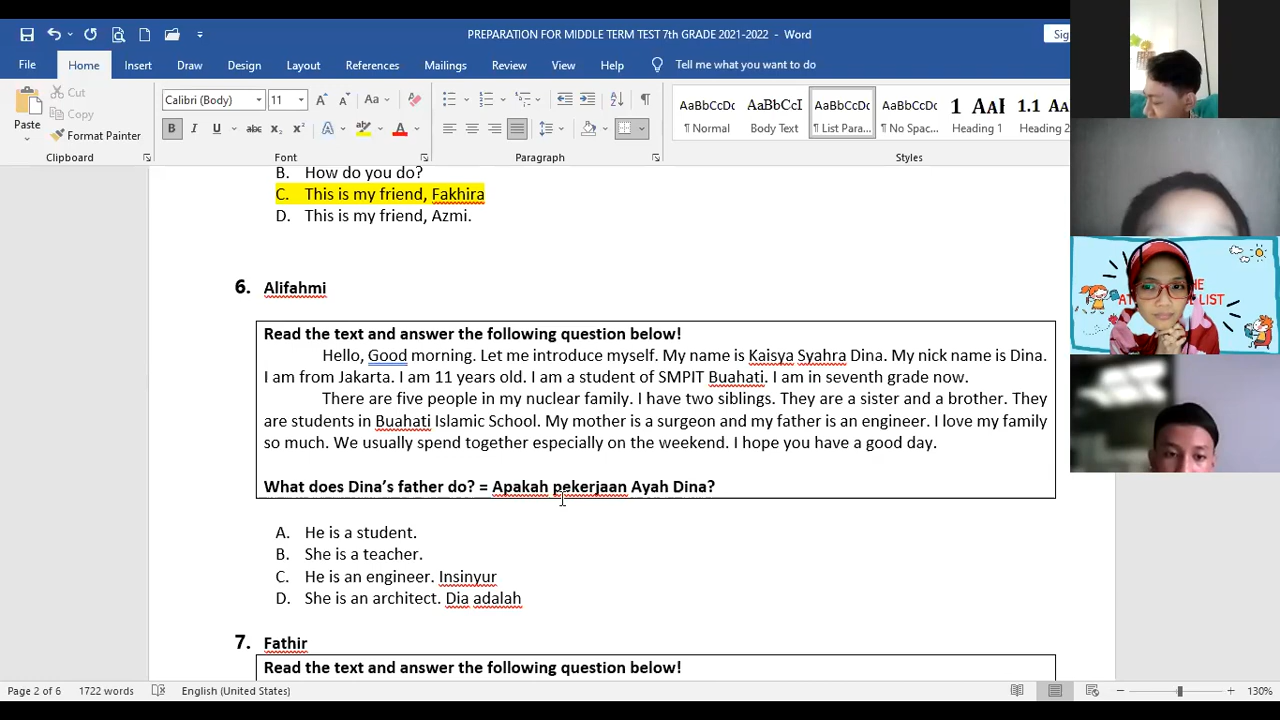 PREPARATION FOR MIDDLE TERM TEST 7th GRADE 2021-2022 - Word
File Home Insert Draw Design Layout References Mailings Review View Help Tell me what you want to do
Paste
Cut
Copy
Format Painter
Clipboard
Calibri (Body) 11
Font
Paragraph
AaBbCcDc AaBbCcI AaBbCcDc AaBbCcDc 1 AaI 1.1 Aa
¶ Normal Body Text ¶ List Para... ¶ No Spac... Heading 1 Heading 2
Styles
B. How do you do?
C. This is my friend, Fakhira
D. This is my friend, Azmi.
6. Alifahmi
Read the text and answer the following question below!
Hello, Good morning. Let me introduce myself. My name is Kaisya Syahra Dina. My nick name is Dina.
I am from Jakarta. I am 11 years old. I am a student of SMPIT Buahati. I am in seventh grade now.
There are five people in my nuclear family. I have two siblings. They are a sister and a brother. They
are students in Buahati Islamic School. My mother is a surgeon and my father is an engineer. I love my family
so much. We usually spend together especially on the weekend. I hope you have a good day.
What does Dina's father do? = Apakah pekerjaan Ayah Dina?
A. He is a student.
B. She is a teacher.
C. He is an engineer. Insinyur
D. She is an architect. Dia adalah
7. Fathir
Read the text and answer the following question below!
Page 2 of 6 1722 words English (United States) 130%